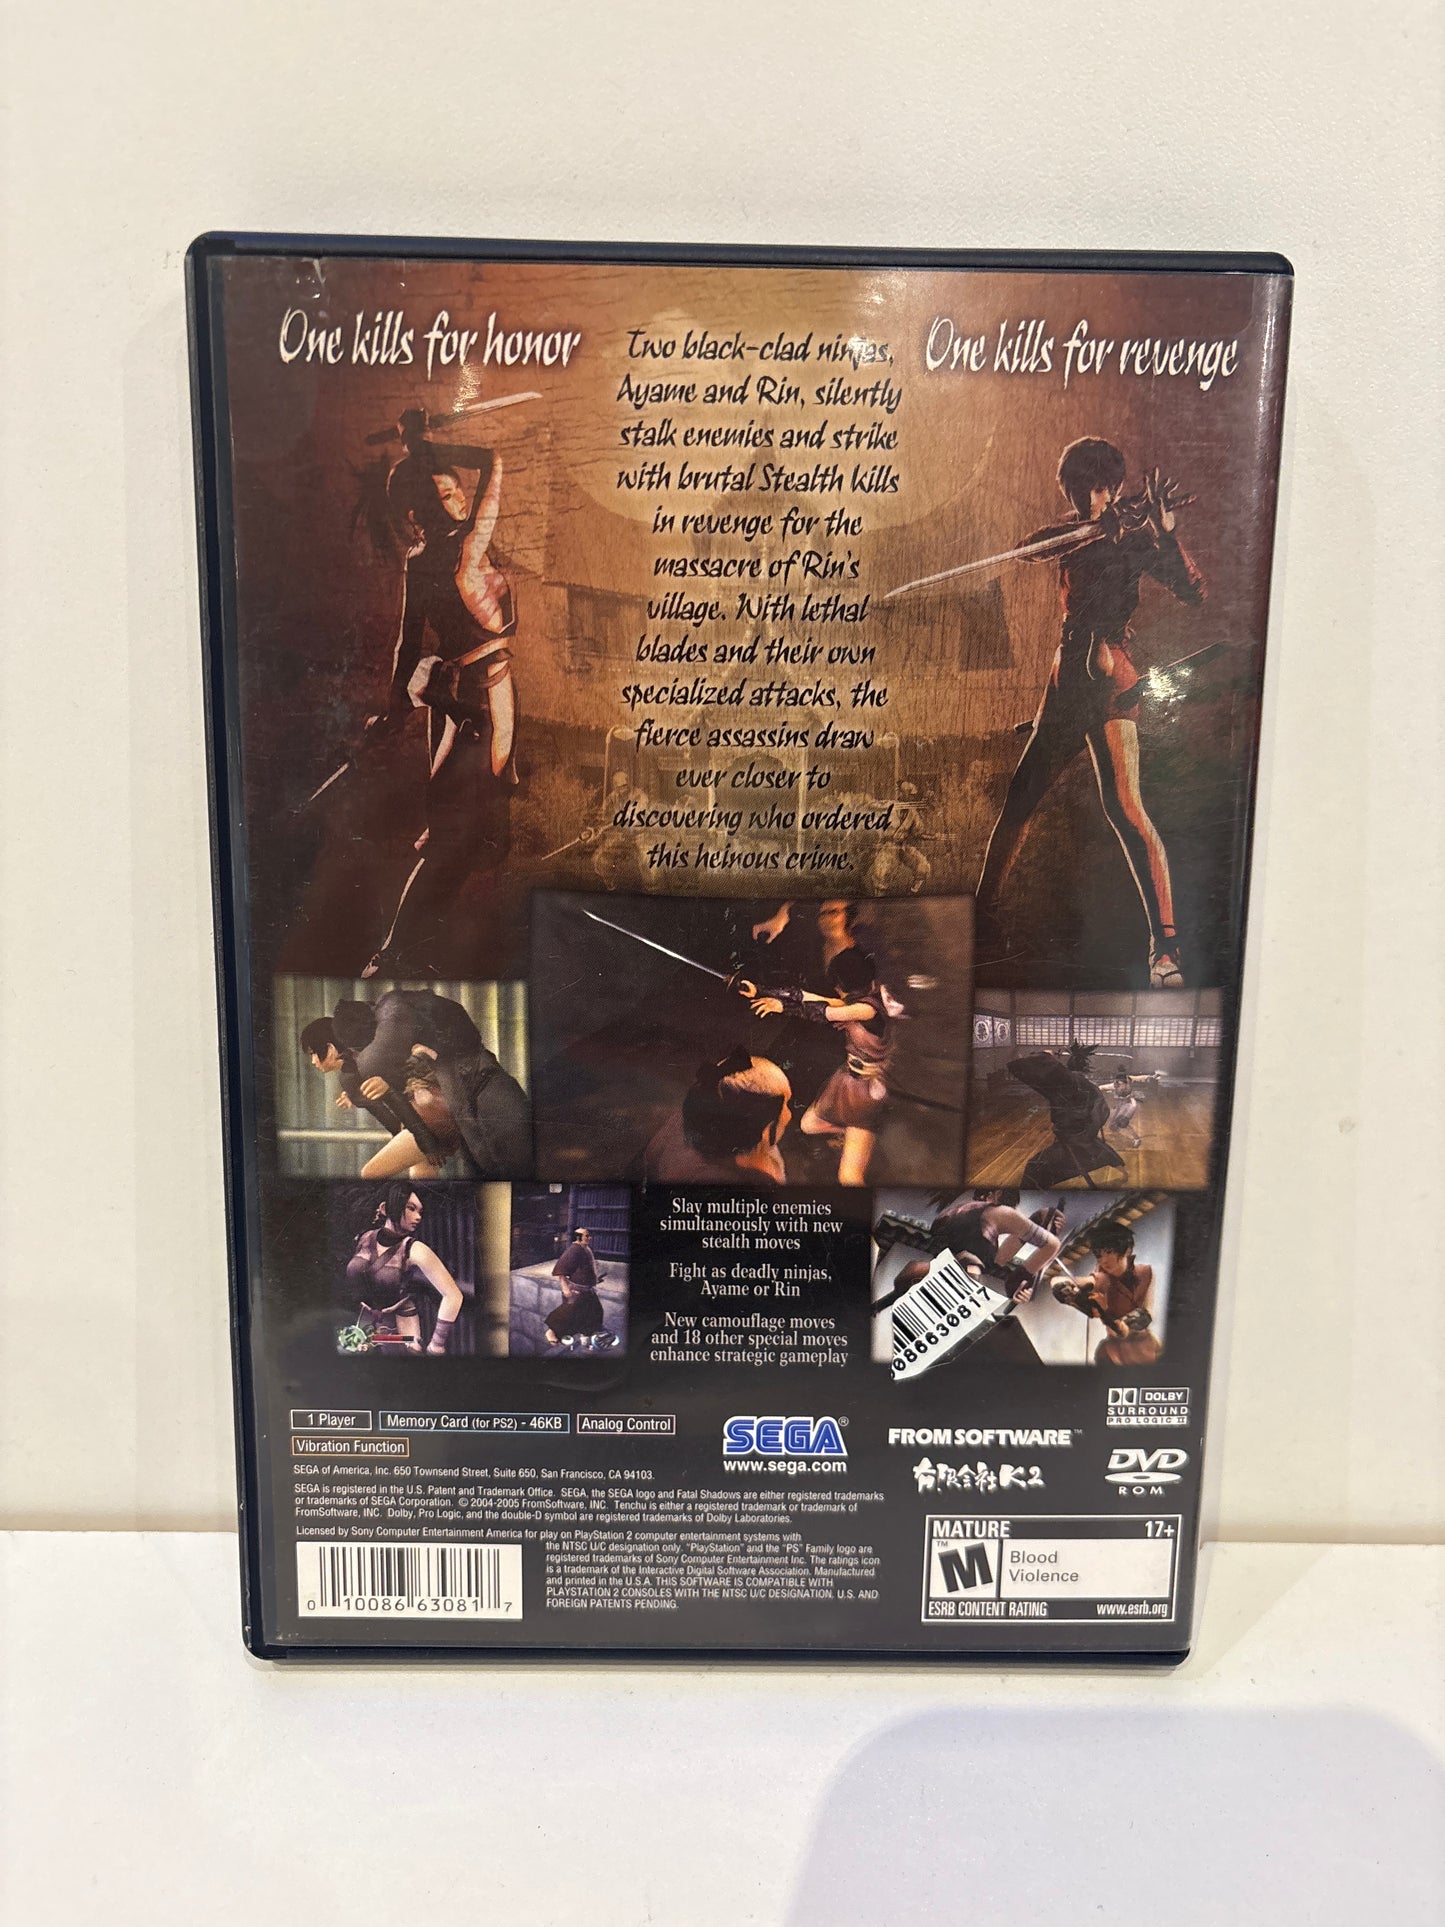 One kills for honor
Two black-clad ninjas,
Ayame and Rin, silently
stalk enemies and strike
with brutal Stealth kills
in revenge for the
massacre of Rin's
village. With lethal
blades and their own
specialized attacks, the
fierce assassins draw
ever closer to
discovering who ordered
this heinous crime.
One kills for revenge
Slay multiple enemies
simultaneously with new
stealth moves
Fight as deadly ninjas,
Ayame or Rin
New camouflage moves
and 18 other special moves
enhance strategic gameplay
0086630817
1 Player
Memory Card (for PS2) - 46KB
Analog Control
Vibration Function
SEGA®
www.sega.com
FROMSOFTWARE™
有限会社K2
DOLBY
SURROUND
PRO LOGIC II
DVD
ROM
SEGA of America, Inc. 650 Townsend Street, Suite 650, San Francisco, CA 94103.
SEGA is registered in the U.S. Patent and Trademark Office. SEGA, the SEGA logo and Fatal Shadows are either registered trademarks
or trademarks of SEGA Corporation. © 2004-2005 FromSoftware, INC. Tenchu is either a registered trademark or trademark of
FromSoftware, INC. Dolby, Pro Logic, and the double-D symbol are registered trademarks of Dolby Laboratories.
Licensed by Sony Computer Entertainment America for play on PlayStation 2 computer entertainment systems with
the NTSC U/C designation only. "PlayStation" and the "PS" Family logo are
registered trademarks of Sony Computer Entertainment Inc. The ratings icon
is a trademark of the Interactive Digital Software Association. Manufactured
and printed in the U.S.A. THIS SOFTWARE IS COMPATIBLE WITH
PLAYSTATION 2 CONSOLES WITH THE NTSC U/C DESIGNATION. U.S. AND
FOREIGN PATENTS PENDING.
0 10086 63081 7
MATURE 17+
M™
Blood
Violence
ESRB CONTENT RATING www.esrb.org